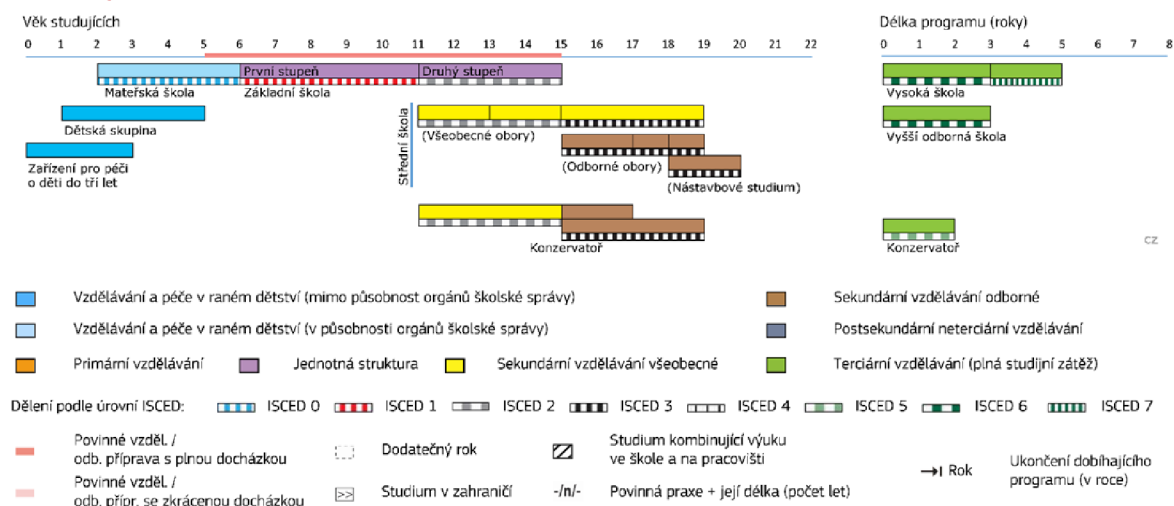 Věk studujících
Délka programu (roky)
0 1 2 3 4 5 6 7 8 9 10 11 12 13 14 15 16 17 18 19 20 22
0 1 2 3 4 5 6 7 8
První stupeň
Druhý stupeň
Mateřská škola
Základní škola
Vysoká škola
Dětská skupina
Střední škola
(Všeobecné obory)
Vyšší odborná škola
Zařízení pro péči
o děti do tří let
(Odborné obory)
(Nástavbové studium)
Konzervatoř
Konzervatoř
CZ
Vzdělávání a péče v raném dětství (mimo působnost orgánů školské správy)
Sekundární vzdělávání odborné
Vzdělávání a péče v raném dětství (v působnosti orgánů školské správy)
Postsekundární neterciární vzdělávání
Primární vzdělávání
Jednotná struktura
Sekundární vzdělávání všeobecné
Terciární vzdělávání (plná studijní zátěž)
Dělení podle úrovní ISCED: ISCED 0 ISCED 1 ISCED 2 ISCED 3 ISCED 4 ISCED 5 ISCED 6 ISCED 7
Povinné vzděl. /
odb. příprava s plnou docházkou
Dodatečný rok
Studium kombinující výuku
ve škole a na pracovišti
Rok
Ukončení dobíhajícího
programu (v roce)
Povinné vzděl. /
odb. přípr. se zkrácenou docházkou
>> Studium v zahraničí
-/n/- Povinná praxe + její délka (počet let)